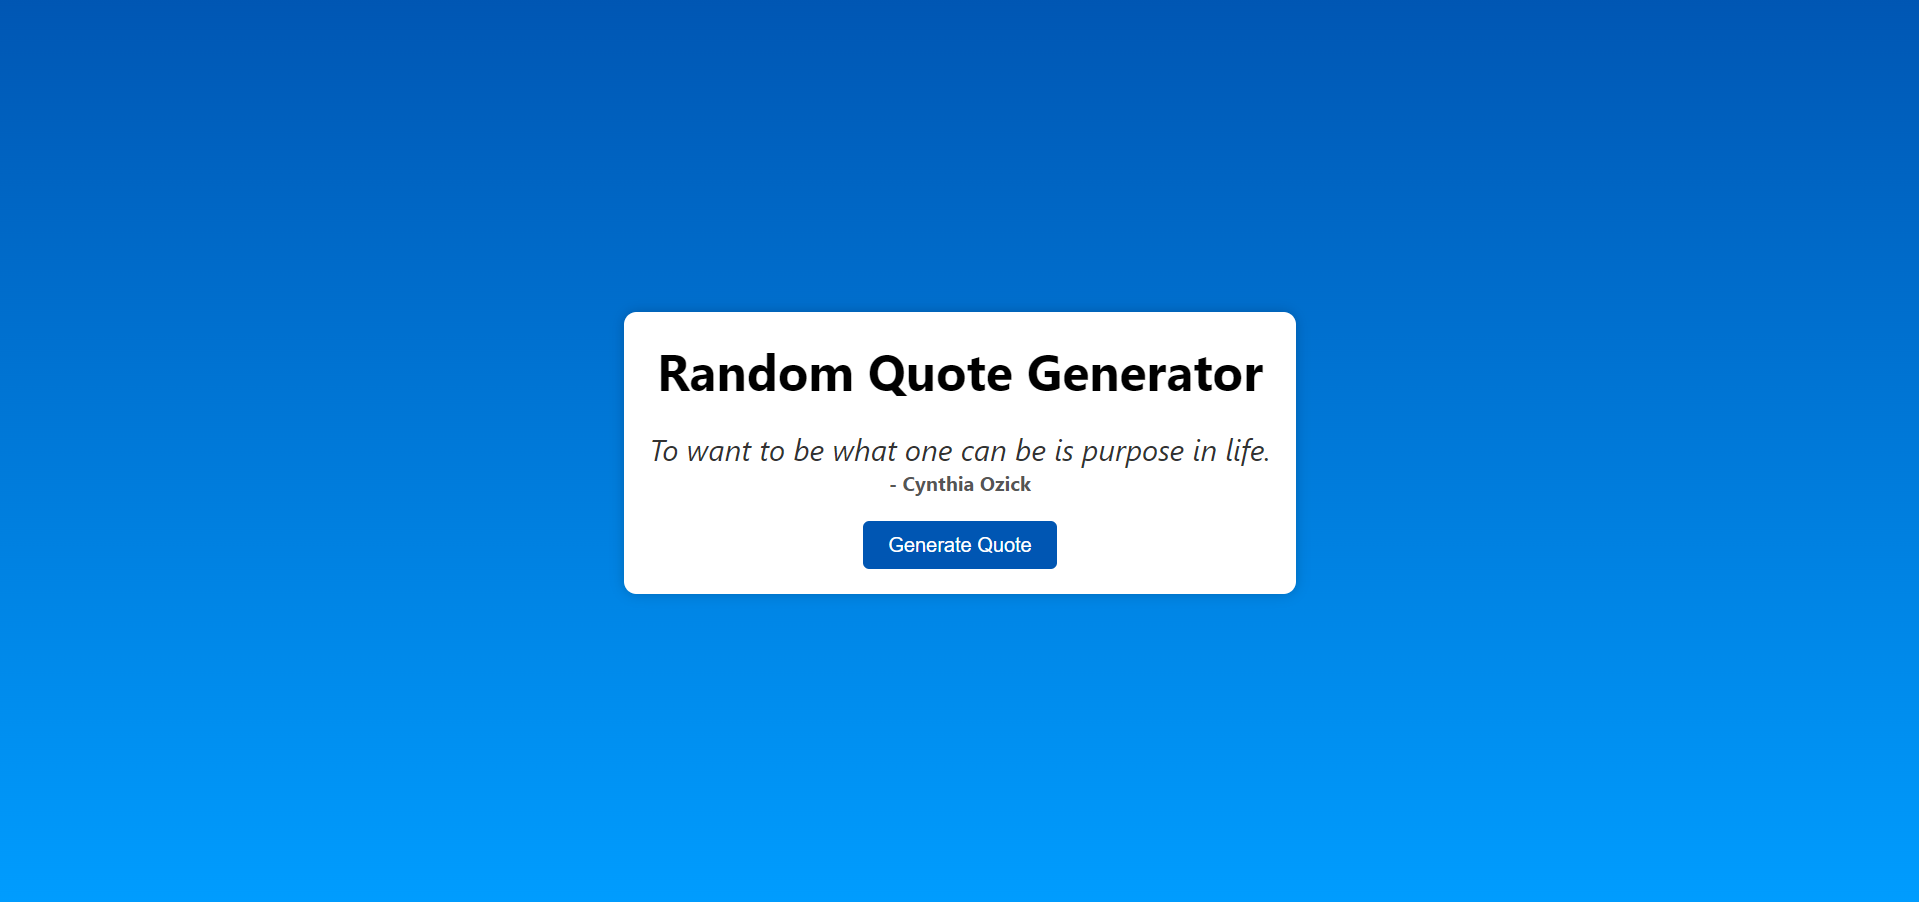 Random Quote Generator
To want to be what one can be is purpose in life.
- Cynthia Ozick
Generate Quote